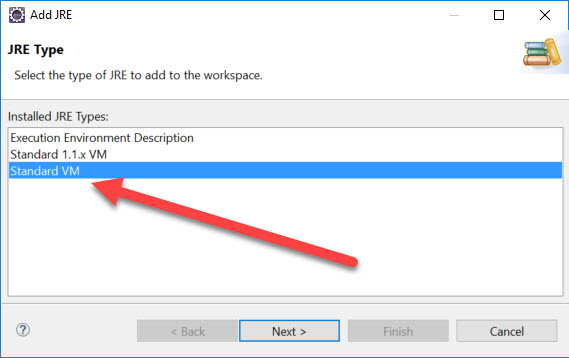 Add JRE
JRE Type
Select the type of JRE to add to the workspace.
Installed JRE Types:
Execution Environment Description
Standard 1.1.x VM
Standard VM
?
< Back
Next >
Finish
Cancel